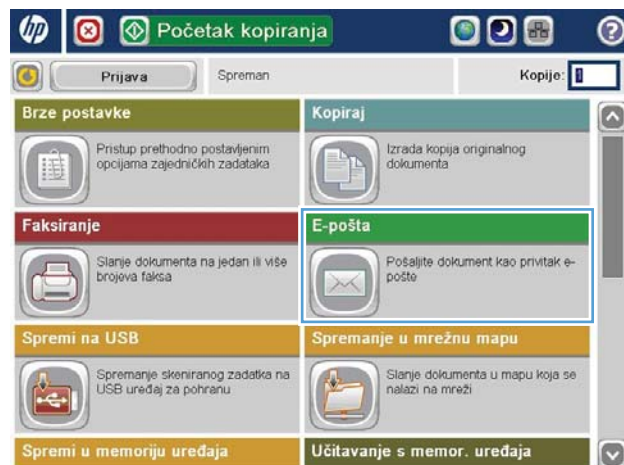 hp Početak kopiranja ?
Prijava Spreman Kopije: 1
Brze postavke
Pristup prethodno postavljenim
opcijama zajedničkih zadataka
Kopiraj
Izrada kopija originalnog
dokumenta
Faksiranje
Slanje dokumenta na jedan ili više
brojeva faksa
E-pošta
Pošaljite dokument kao privitak e-
pošte
Spremi na USB
Spremanje skeniranog zadatka na
USB uređaj za pohranu
Spremanje u mrežnu mapu
Slanje dokumenta u mapu koja se
nalazi na mreži
Spremi u memoriju uređaja
Učitavanje s memor. uređaja